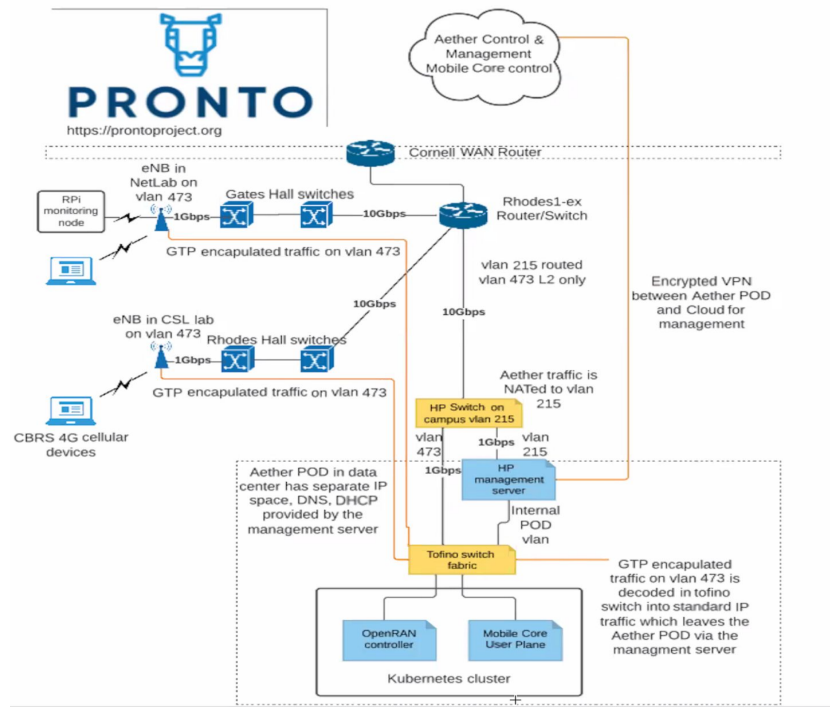 PRONTO
https://prontoproject.org
Aether Control &
Management
Mobile Core control
Cornell WAN Router
eNB in
NetLab on
vlan 473
Gates Hall switches
RPi
monitoring
node
1Gbps
10Gbps
Rhodes1-ex
Router/Switch
GTP encapulated traffic on vlan 473
vlan 215 routed
vlan 473 L2 only
Encrypted VPN
between Aether POD
and Cloud for
management
10Gbps
10Gbps
eNB in CSL lab
on vlan 473
Rhodes Hall switches
1Gbps
GTP encapulated traffic on vlan 473
CBRS 4G cellular
devices
Aether traffic is
NATed to vlan
215
HP Switch on
campus vlan 215
vlan
473
1Gbps
vlan
215
1Gbps
HP
management
server
Aether POD in data
center has separate IP
space, DNS, DHCP
provided by the
management server
Internal
POD
vlan
Tofino switch
fabric
GTP encapulated
traffic on vlan 473 is
decoded in tofino
switch into standard IP
traffic which leaves the
Aether POD via the
managment server
OpenRAN
controller
Mobile Core
User Plane
Kubernetes cluster